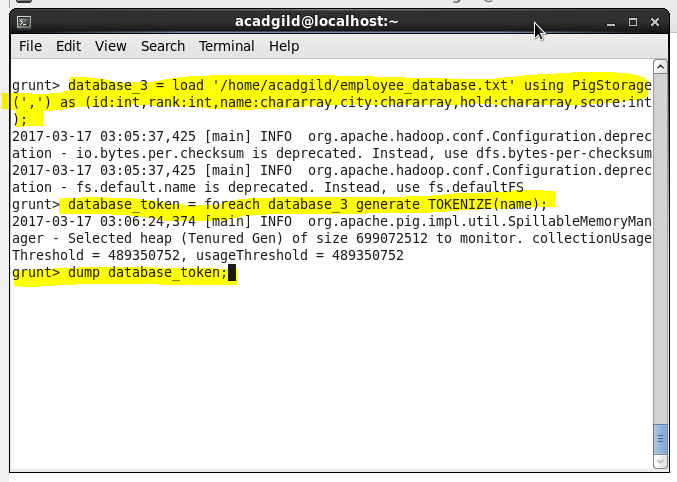 acadgild@localhost:~
File Edit View Search Terminal Help
grunt> database_3 = load '/home/acadgild/employee_database.txt' using PigStorage
(',') as (id:int,rank:int,name:chararray,city:chararray,hold:chararray,score:int
);
2017-03-17 03:05:37,425 [main] INFO  org.apache.hadoop.conf.Configuration.deprec
ation - io.bytes.per.checksum is deprecated. Instead, use dfs.bytes-per-checksum
2017-03-17 03:05:37,425 [main] INFO  org.apache.hadoop.conf.Configuration.deprec
ation - fs.default.name is deprecated. Instead, use fs.defaultFS
grunt> database_token = foreach database_3 generate TOKENIZE(name);
2017-03-17 03:06:24,374 [main] INFO  org.apache.pig.impl.util.SpillableMemoryMan
ager - Selected heap (Tenured Gen) of size 699072512 to monitor. collectionUsage
Threshold = 489350752, usageThreshold = 489350752
grunt> dump database_token;